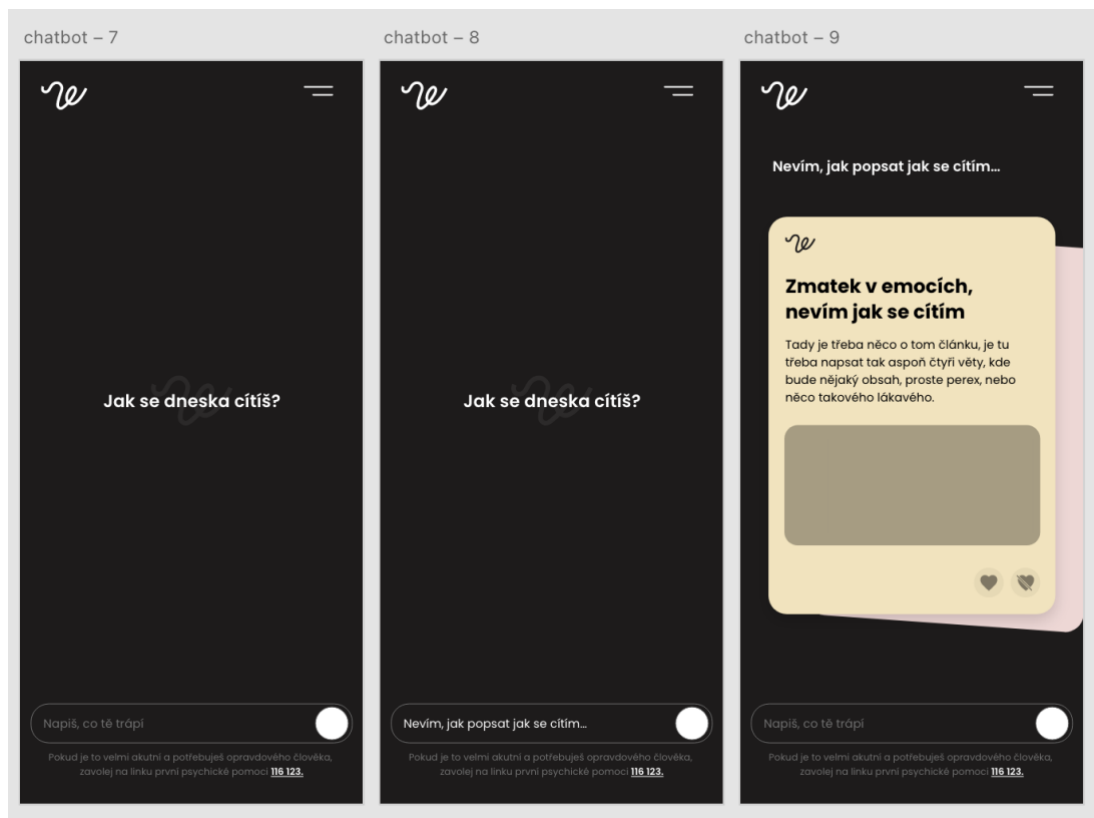 chatbot – 7
Jak se dneska cítíš?
Napiš, co tě trápí
Pokud je to velmi akutní a potřebuješ opravdového člověka,
zavolej na linku první psychické pomoci 116 123.
chatbot – 8
Jak se dneska cítíš?
Nevím, jak popsat jak se cítím...
Pokud je to velmi akutní a potřebuješ opravdového člověka,
zavolej na linku první psychické pomoci 116 123.
chatbot – 9
Nevím, jak popsat jak se cítím...
Zmatek v emocích,
nevím jak se cítím
Tady je třeba něco o tom článku, je tu
třeba napsat tak aspoň čtyři věty, kde
bude nějaký obsah, proste perex, nebo
něco takového lákavého.
Napiš, co tě trápí
Pokud je to velmi akutní a potřebuješ opravdového člověka,
zavolej na linku první psychické pomoci 116 123.